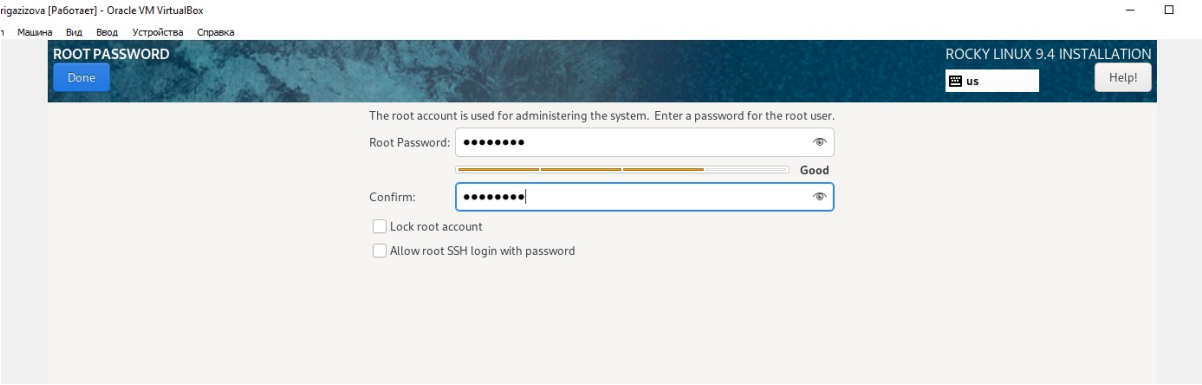 rigazizova [Работает] - Oracle VM VirtualBox
Машина Вид Ввод Устройства Справка
ROOT PASSWORD
ROCKY LINUX 9.4 INSTALLATION
Done
us
Help!
The root account is used for administering the system. Enter a password for the root user.
Root Password: ●●●●●●●●
Good
Confirm: ●●●●●●●●
Lock root account
Allow root SSH login with password